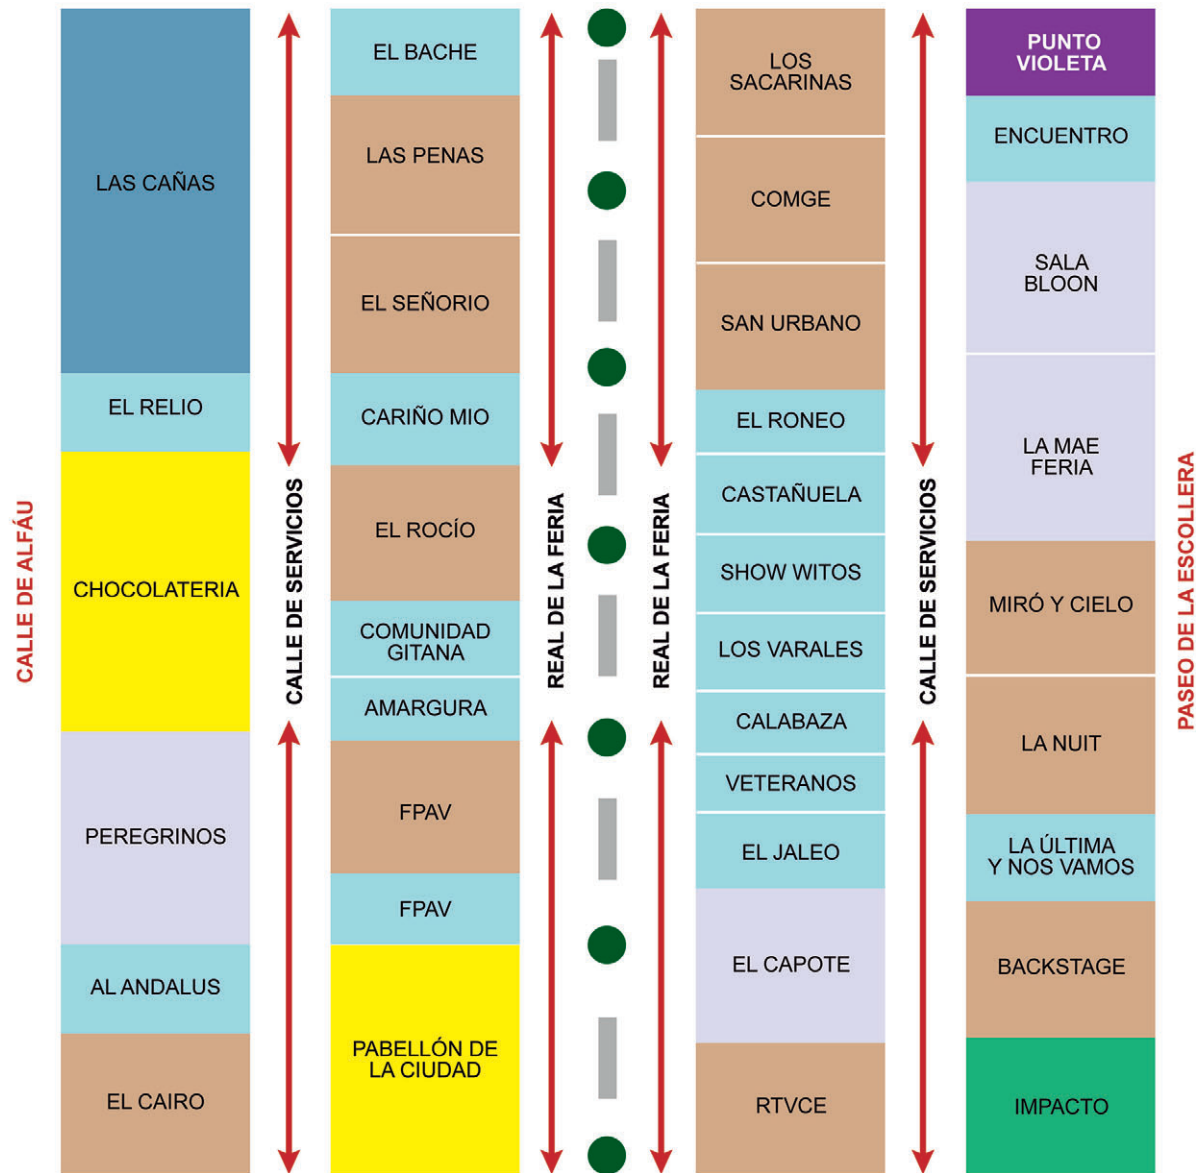 CALLE DE ALFÁU
LAS CAÑAS
EL RELIO
CHOCOLATERIA
PEREGRINOS
AL ANDALUS
EL CAIRO
CALLE DE SERVICIOS
EL BACHE
LAS PENAS
EL SEÑORIO
CARIÑO MIO
EL ROCÍO
COMUNIDAD
GITANA
AMARGURA
FPAV
FPAV
PABELLÓN DE
LA CIUDAD
REAL DE LA FERIA
REAL DE LA FERIA
LOS
SACARINAS
COMGE
SAN URBANO
EL RONEO
CASTAÑUELA
SHOW WITOS
LOS VARALES
CALABAZA
VETERANOS
EL JALEO
EL CAPOTE
RTVCE
CALLE DE SERVICIOS
PUNTO
VIOLETA
ENCUENTRO
SALA
BLOON
LA MAE
FERIA
MIRÓ Y CIELO
LA NUIT
LA ÚLTIMA
Y NOS VAMOS
BACKSTAGE
IMPACTO
PASEO DE LA ESCOLLERA